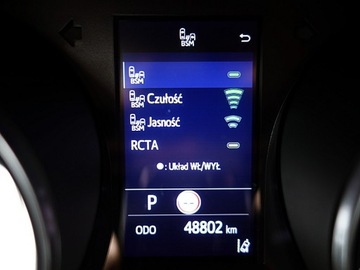 BSM
BSM
BSM Czułość
BSM Jasność
RCTA
: Układ WŁ/WYŁ
P
ODO 48802 km